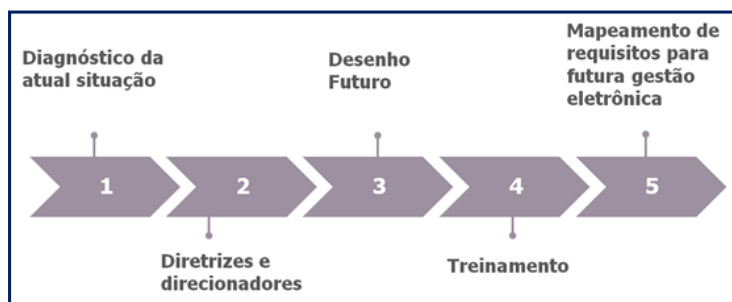 Diagnóstico da
atual situação
Desenho
Futuro
Mapeamento de
requisitos para
futura gestão
eletrônica
1
2
3
4
5
Diretrizes e
direcionadores
Treinamento